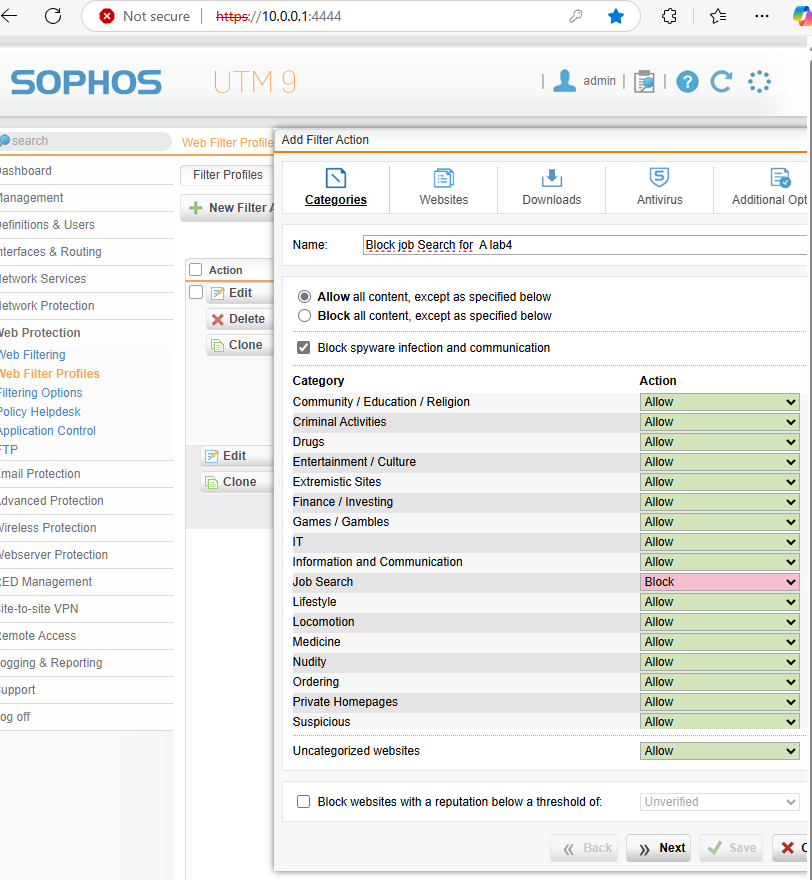 Not secure https://10.0.0.1:4444
SOPHOS UTM 9 admin
search
ashboard
anagement
efinitions & Users
nterfaces & Routing
etwork Services
etwork Protection
eb Protection
Web Filtering
Web Filter Profiles
Filtering Options
Policy Helpdesk
Application Control
FTP
mail Protection
dvanced Protection
ireless Protection
ebserver Protection
RED Management
ite-to-site VPN
emote Access
ogging & Reporting
upport
og off
Web Filter Profile
Filter Profiles
New Filter A
Action
Edit
Delete
Clone
Edit
Clone
Add Filter Action
Categories Websites Downloads Antivirus Additional Opt
Name: Block job Search for  A lab4
Allow all content, except as specified below
Block all content, except as specified below
Block spyware infection and communication
Category Action
Community / Education / Religion Allow
Criminal Activities Allow
Drugs Allow
Entertainment / Culture Allow
Extremistic Sites Allow
Finance / Investing Allow
Games / Gambles Allow
IT Allow
Information and Communication Allow
Job Search Block
Lifestyle Allow
Locomotion Allow
Medicine Allow
Nudity Allow
Ordering Allow
Private Homepages Allow
Suspicious Allow
Uncategorized websites Allow
Block websites with a reputation below a threshold of: Unverified
Back Next Save C